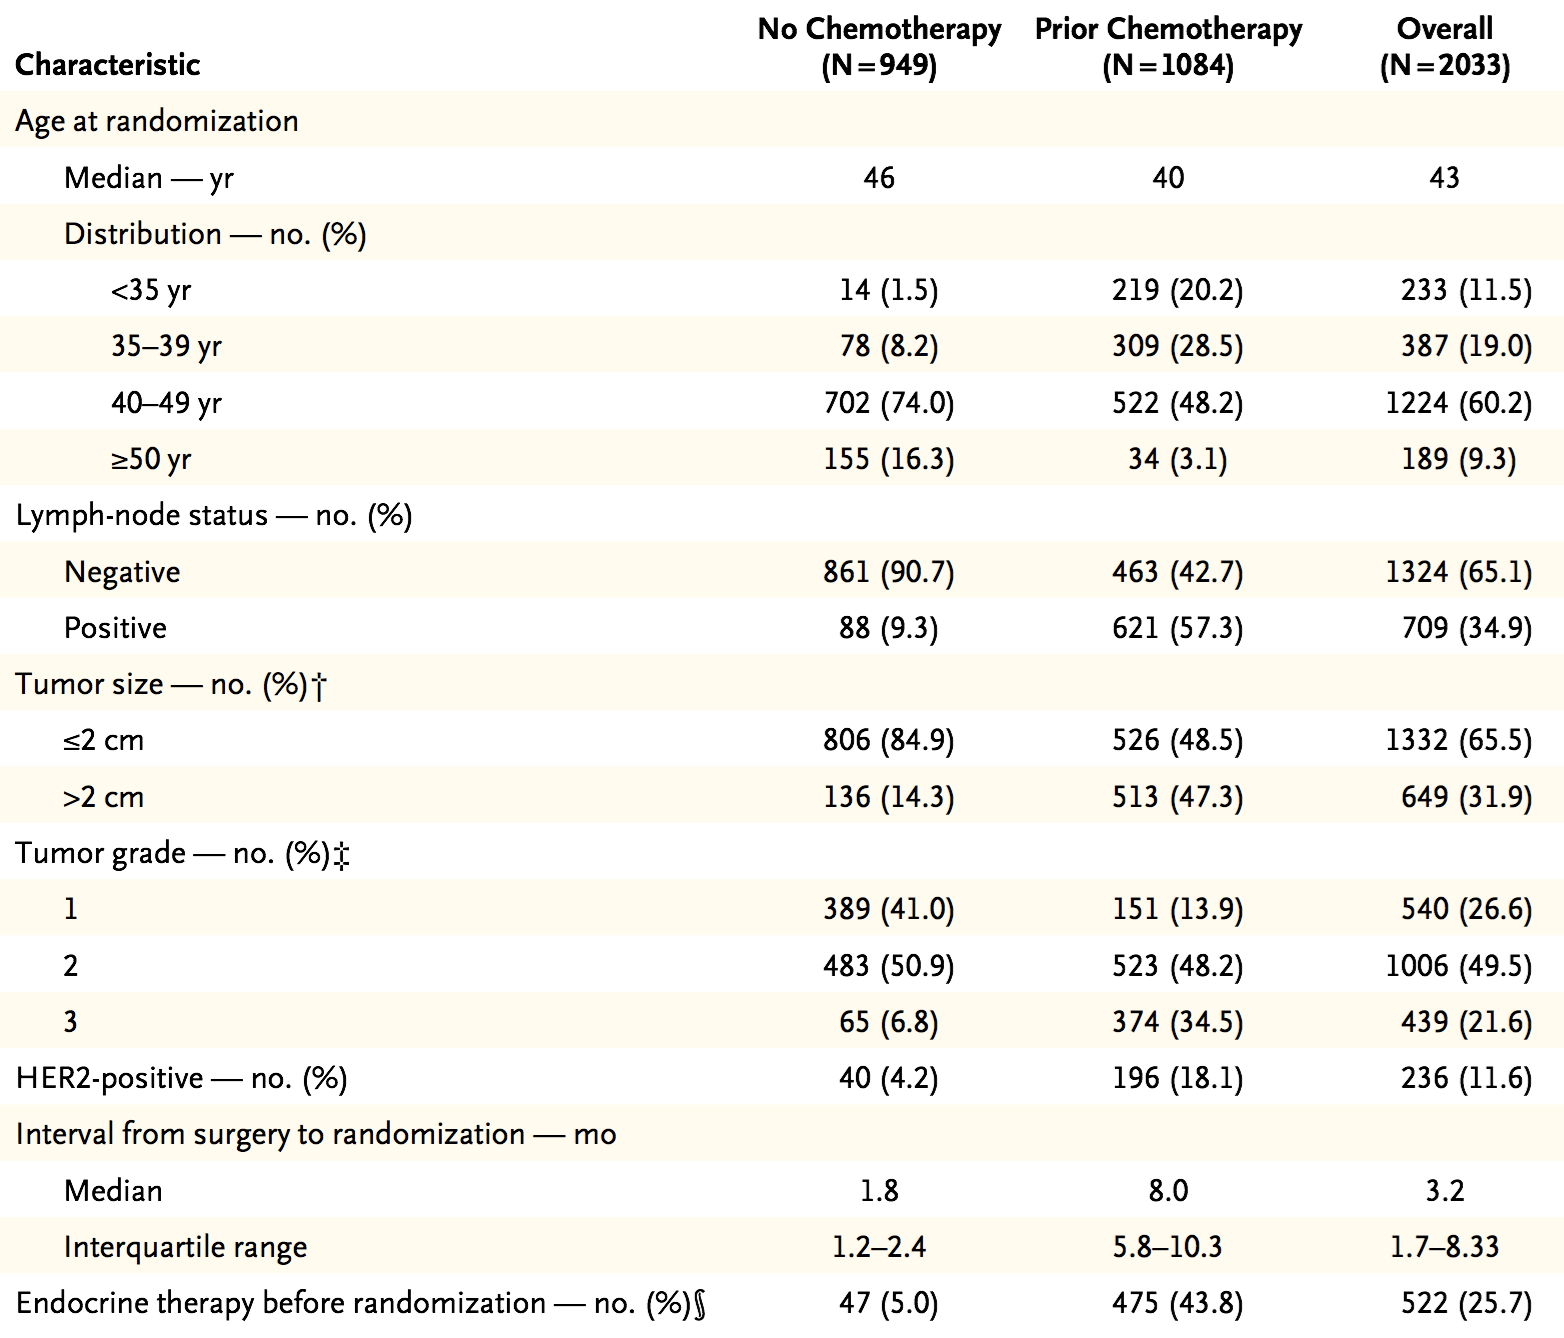 No Chemotherapy Prior Chemotherapy Overall
Characteristic (N=949) (N=1084) (N=2033)
Age at randomization
Median — yr 46 40 43
Distribution — no. (%)
<35 yr 14 (1.5) 219 (20.2) 233 (11.5)
35–39 yr 78 (8.2) 309 (28.5) 387 (19.0)
40–49 yr 702 (74.0) 522 (48.2) 1224 (60.2)
≥50 yr 155 (16.3) 34 (3.1) 189 (9.3)
Lymph-node status — no. (%)
Negative 861 (90.7) 463 (42.7) 1324 (65.1)
Positive 88 (9.3) 621 (57.3) 709 (34.9)
Tumor size — no. (%)†
≤2 cm 806 (84.9) 526 (48.5) 1332 (65.5)
>2 cm 136 (14.3) 513 (47.3) 649 (31.9)
Tumor grade — no. (%)‡
1 389 (41.0) 151 (13.9) 540 (26.6)
2 483 (50.9) 523 (48.2) 1006 (49.5)
3 65 (6.8) 374 (34.5) 439 (21.6)
HER2-positive — no. (%) 40 (4.2) 196 (18.1) 236 (11.6)
Interval from surgery to randomization — mo
Median 1.8 8.0 3.2
Interquartile range 1.2–2.4 5.8–10.3 1.7–8.33
Endocrine therapy before randomization — no. (%)§ 47 (5.0) 475 (43.8) 522 (25.7)